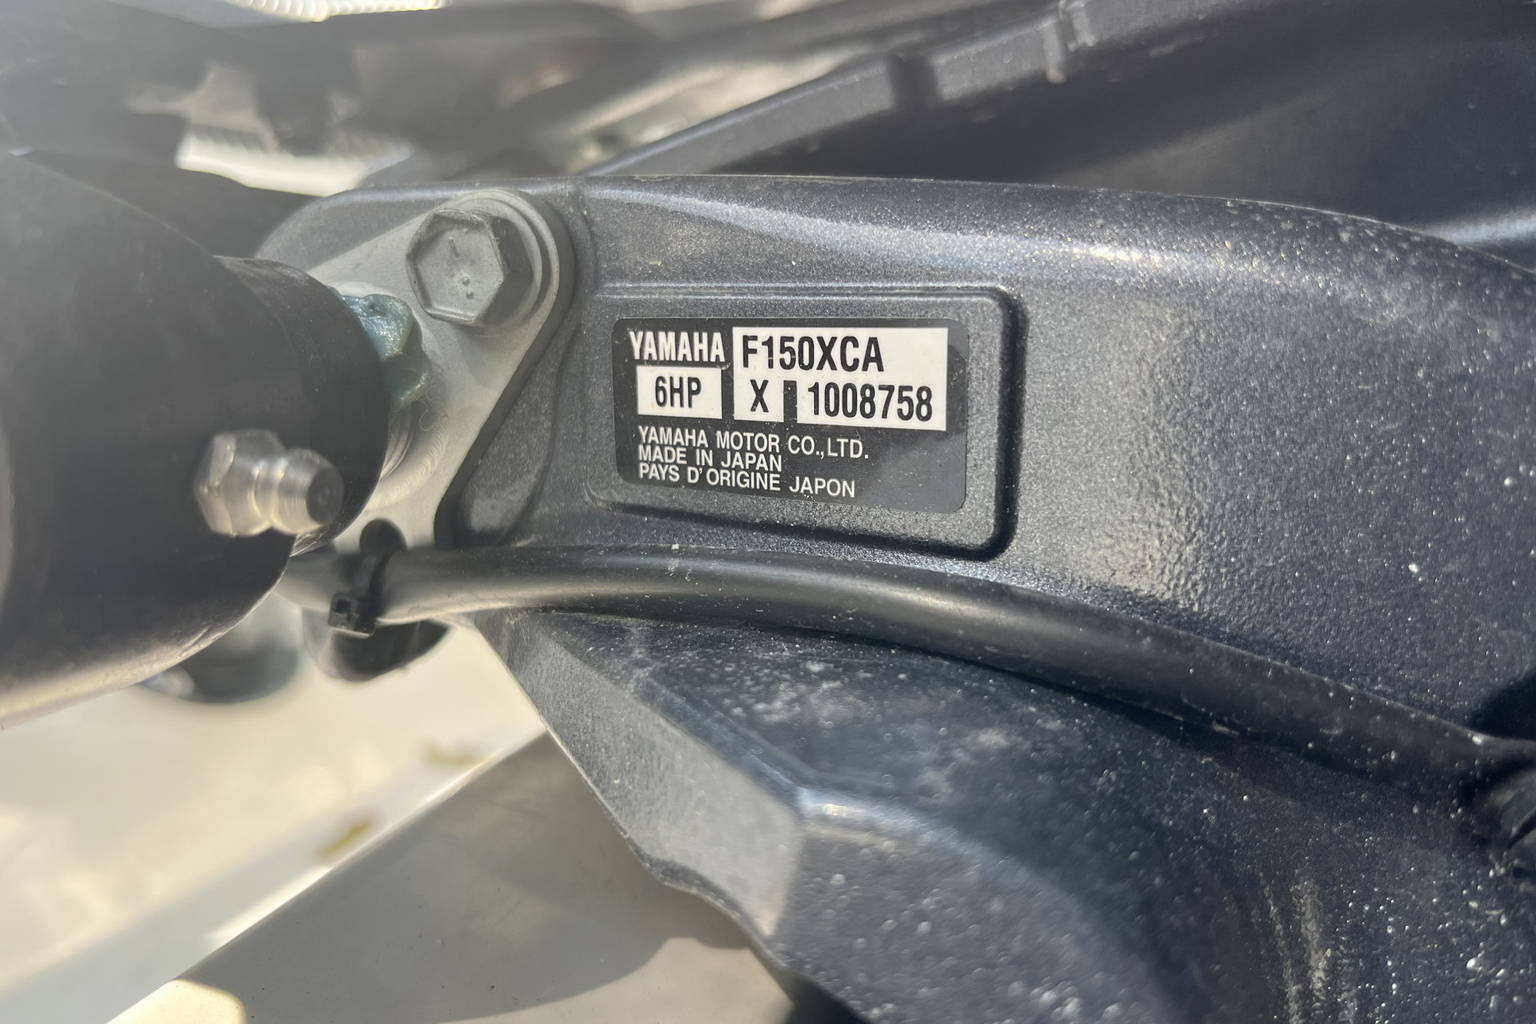 YAMAHA F150XCA
6HP X 1008758
YAMAHA MOTOR CO.,LTD.
MADE IN JAPAN
PAYS D'ORIGINE JAPON